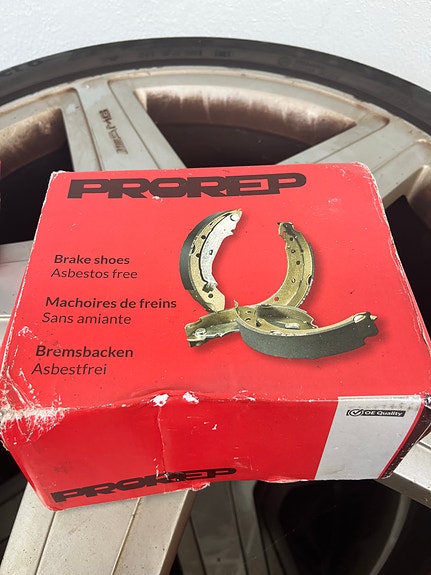 PROREP
Brake shoes
Asbestos free
Machoires de freins
Sans amiante
Bremsbacken
Asbestfrei
OE Quality
PROREP